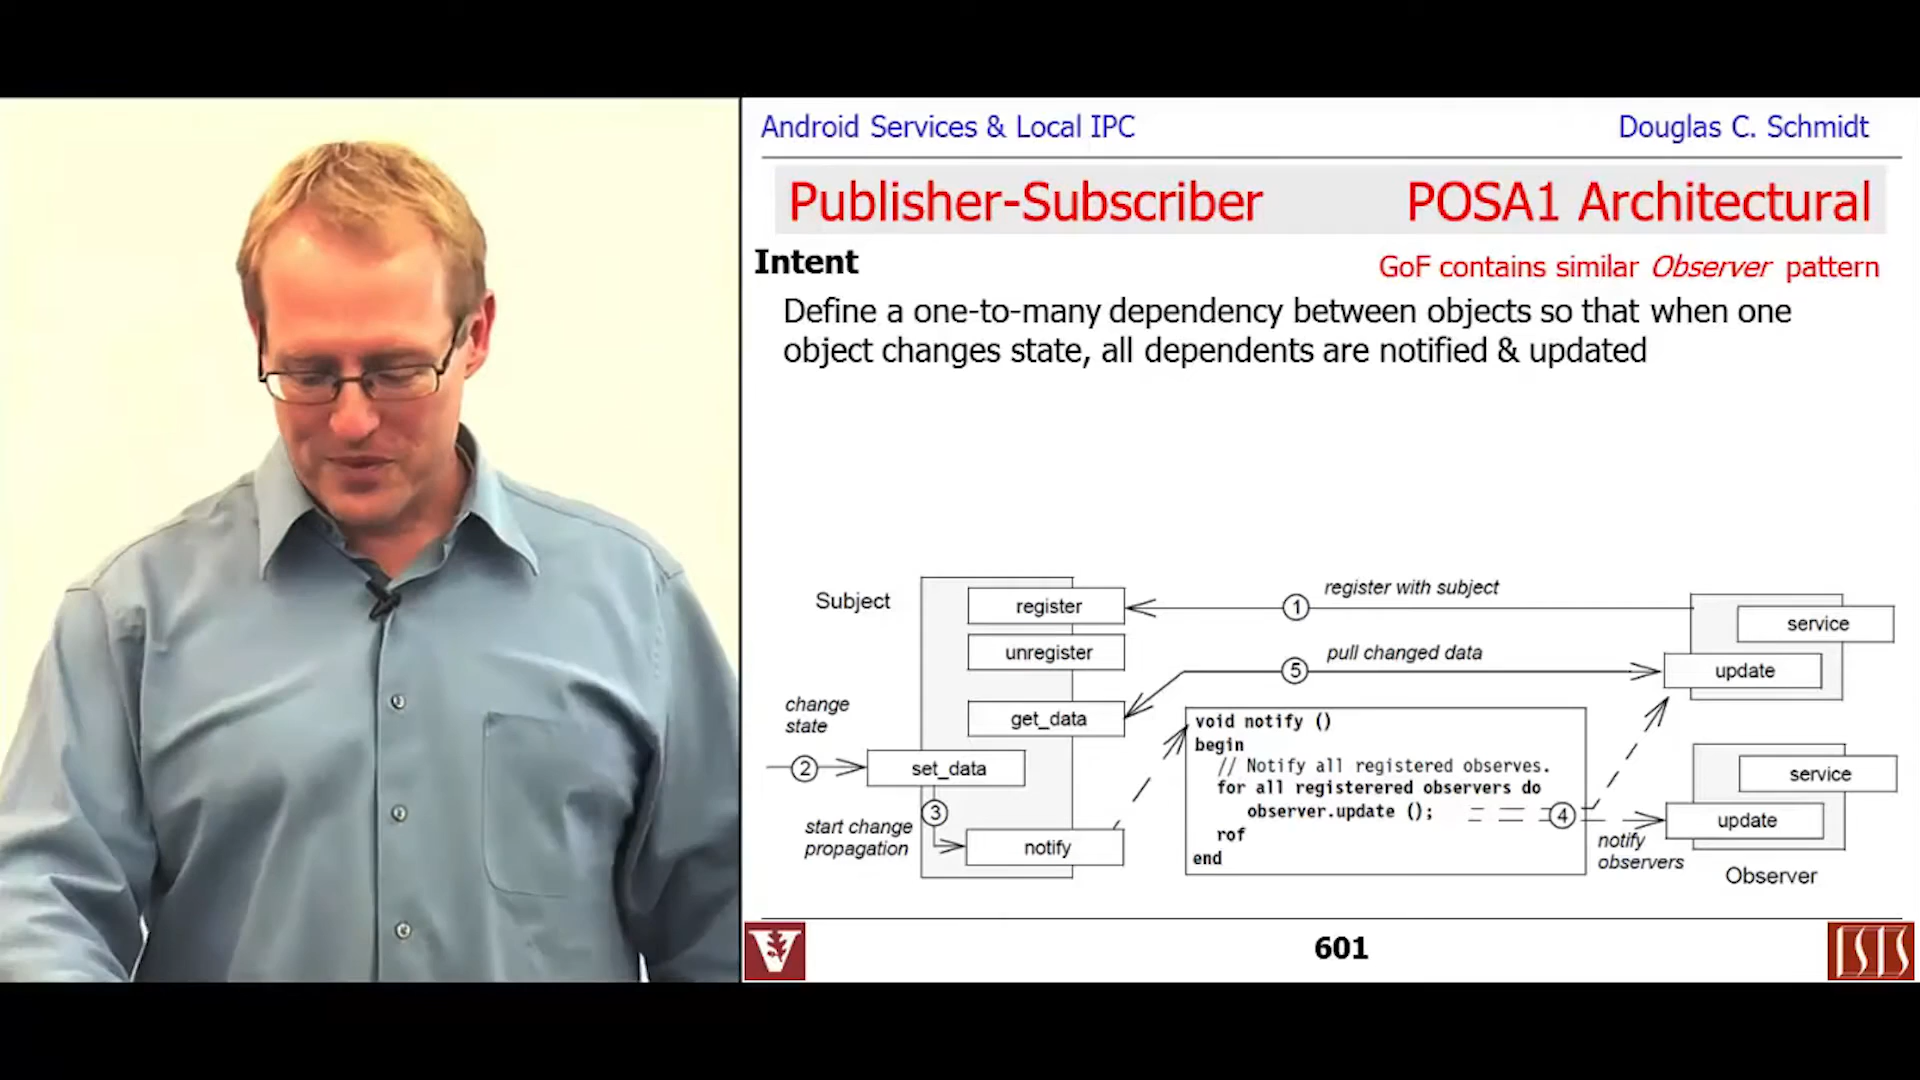 Android Services & Local IPC
Douglas C. Schmidt
Publisher-Subscriber
POSA1 Architectural
Intent
GoF contains similar Observer pattern
Define a one-to-many dependency between objects so that when one
object changes state, all dependents are notified & updated
Subject
register
unregister
get_data
set_data
notify
change
state
2
3
start change
propagation
1
register with subject
5
pull changed data
void notify ()
begin
// Notify all registered observes.
for all registerered observers do
observer.update ();
rof
end
4
notify
observers
service
update
service
update
Observer
V
601
ISIS